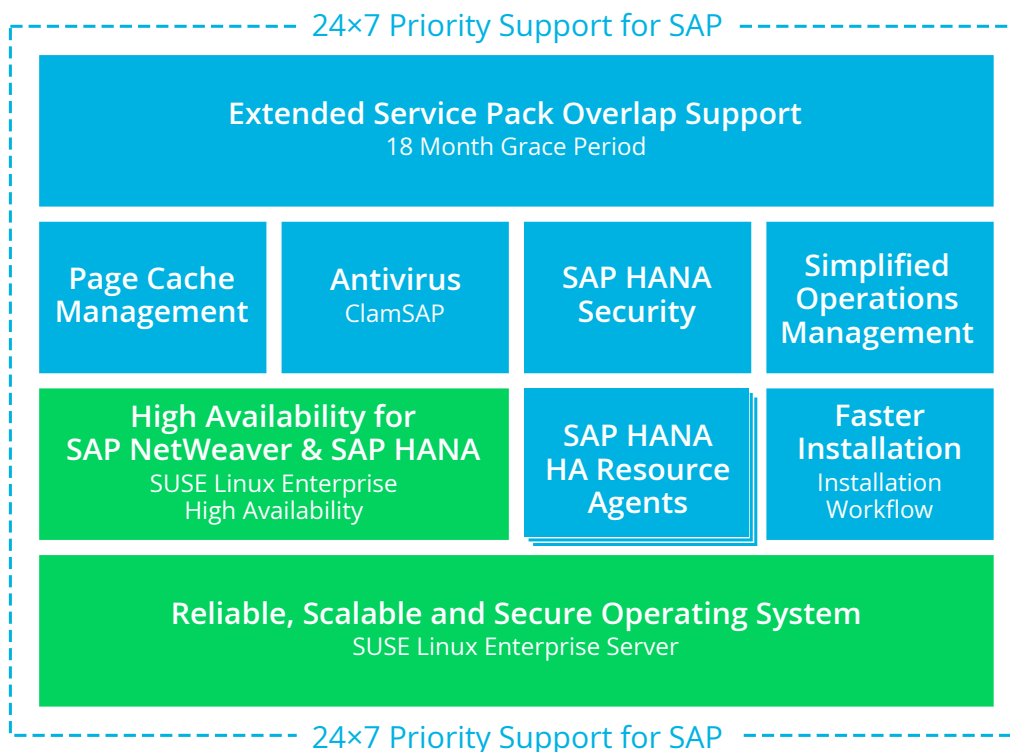 24×7 Priority Support for SAP
Extended Service Pack Overlap Support
18 Month Grace Period
Page Cache
Management
Antivirus
ClamSAP
SAP HANA
Security
Simplified
Operations
Management
High Availability for
SAP NetWeaver & SAP HANA
SUSE Linux Enterprise
High Availability
SAP HANA
HA Resource
Agents
Faster
Installation
Installation
Workflow
Reliable, Scalable and Secure Operating System
SUSE Linux Enterprise Server
24×7 Priority Support for SAP